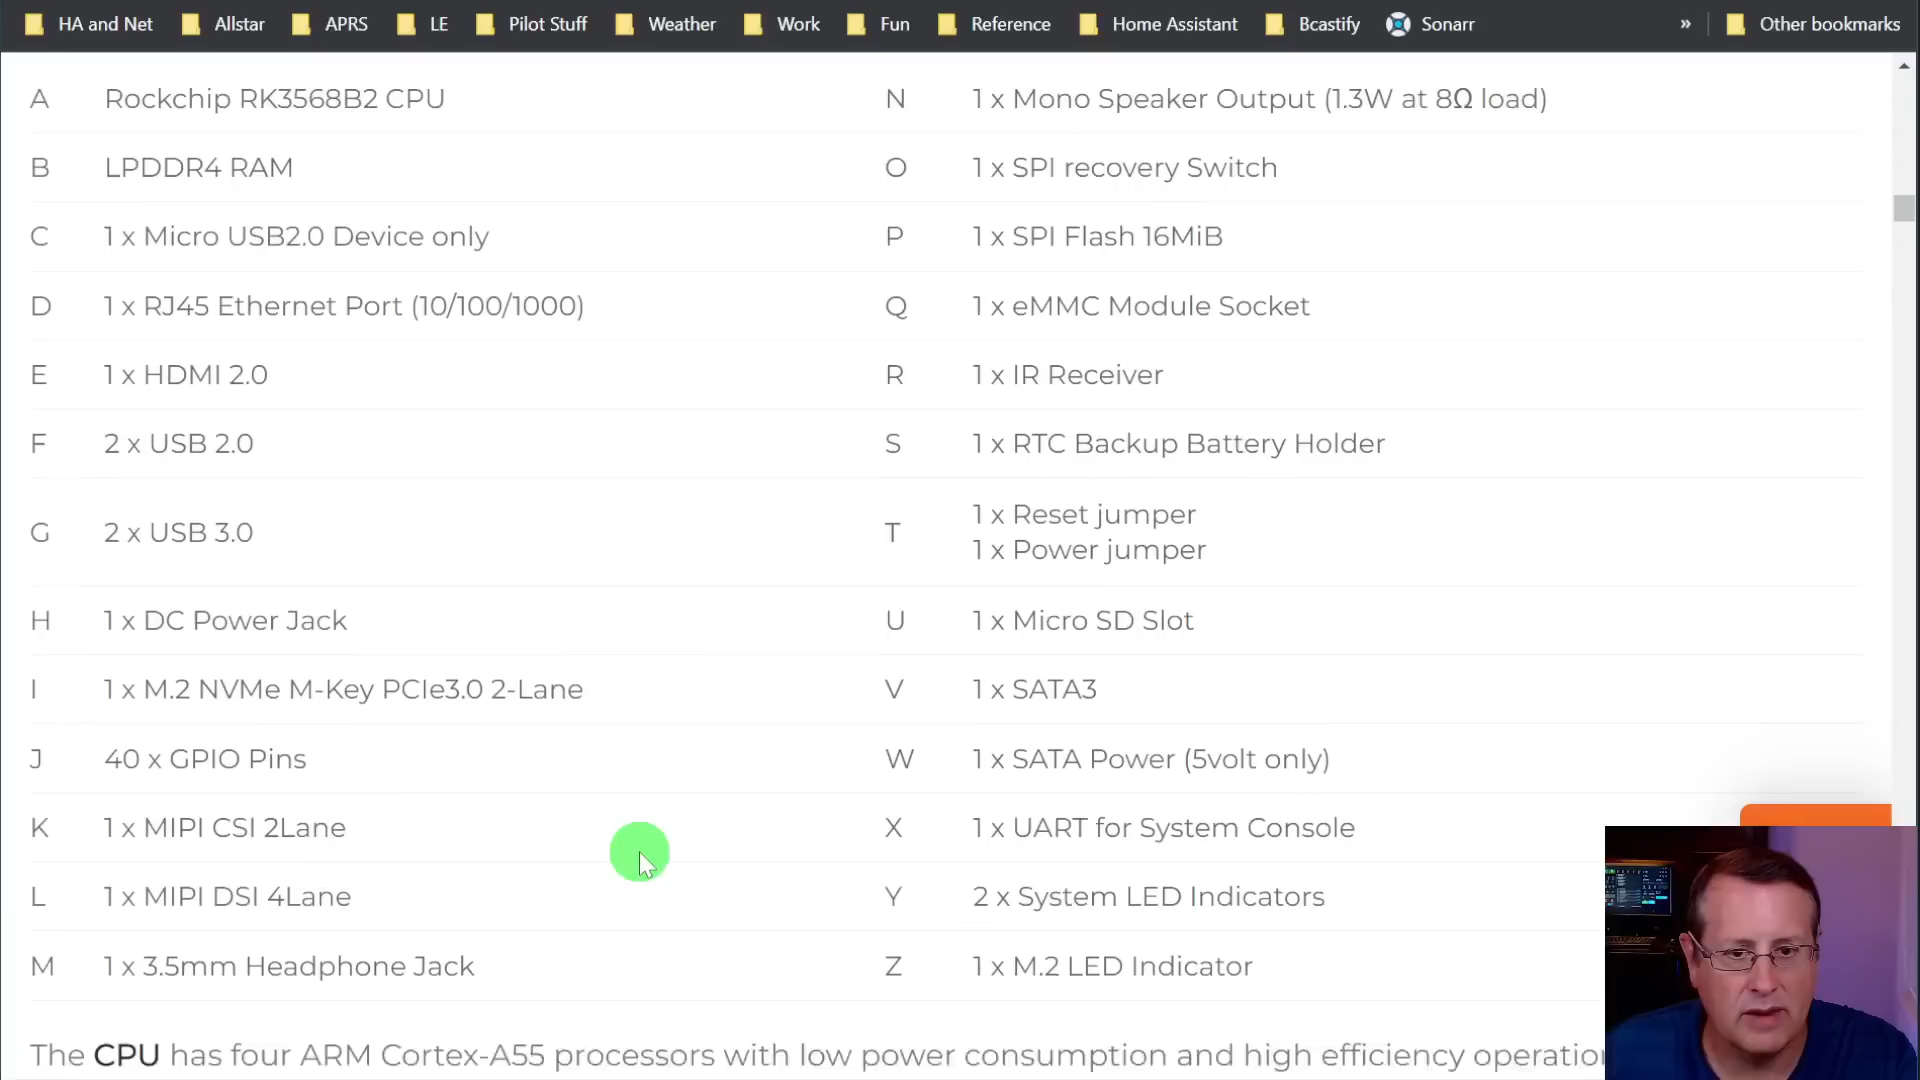 HA and Net Allstar APRS LE Pilot Stuff Weather Work Fun Reference Home Assistant Bcastify Sonarr » Other bookmarks
A Rockchip RK3568B2 CPU N 1 x Mono Speaker Output (1.3W at 8Ω load)
B LPDDR4 RAM O 1 x SPI recovery Switch
C 1 x Micro USB2.0 Device only P 1 x SPI Flash 16MiB
D 1 x RJ45 Ethernet Port (10/100/1000) Q 1 x eMMC Module Socket
E 1 x HDMI 2.0 R 1 x IR Receiver
F 2 x USB 2.0 S 1 x RTC Backup Battery Holder
G 2 x USB 3.0 T 1 x Reset jumper
1 x Power jumper
H 1 x DC Power Jack U 1 x Micro SD Slot
I 1 x M.2 NVMe M-Key PCIe3.0 2-Lane V 1 x SATA3
J 40 x GPIO Pins W 1 x SATA Power (5volt only)
K 1 x MIPI CSI 2Lane X 1 x UART for System Console
L 1 x MIPI DSI 4Lane Y 2 x System LED Indicators
M 1 x 3.5mm Headphone Jack Z 1 x M.2 LED Indicator
The CPU has four ARM Cortex-A55 processors with low power consumption and high efficiency operation